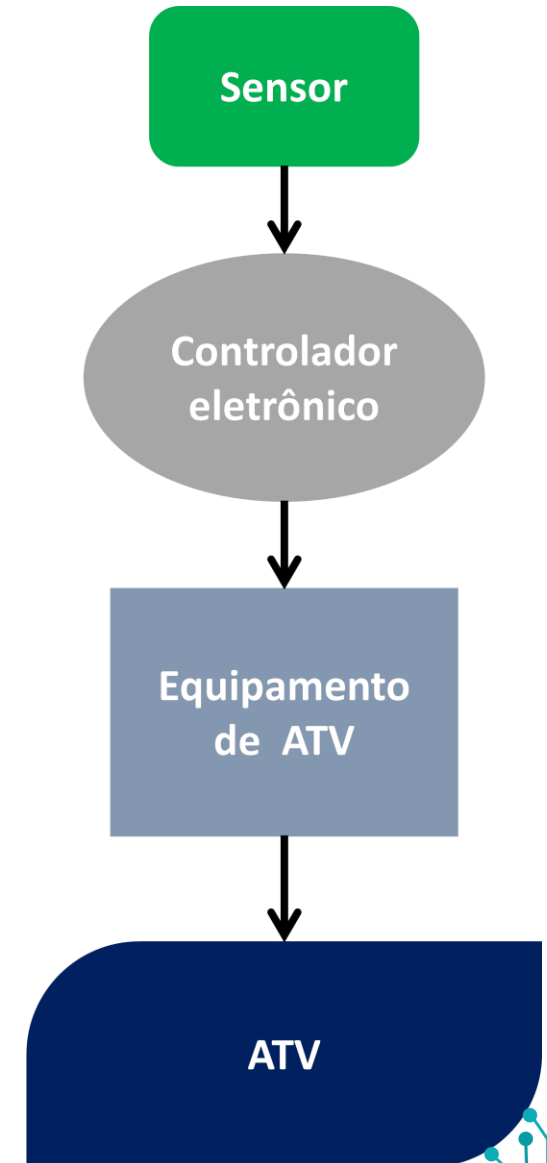 Sensor
Controlador
eletrônico
Equipamento
de ATV
ATV